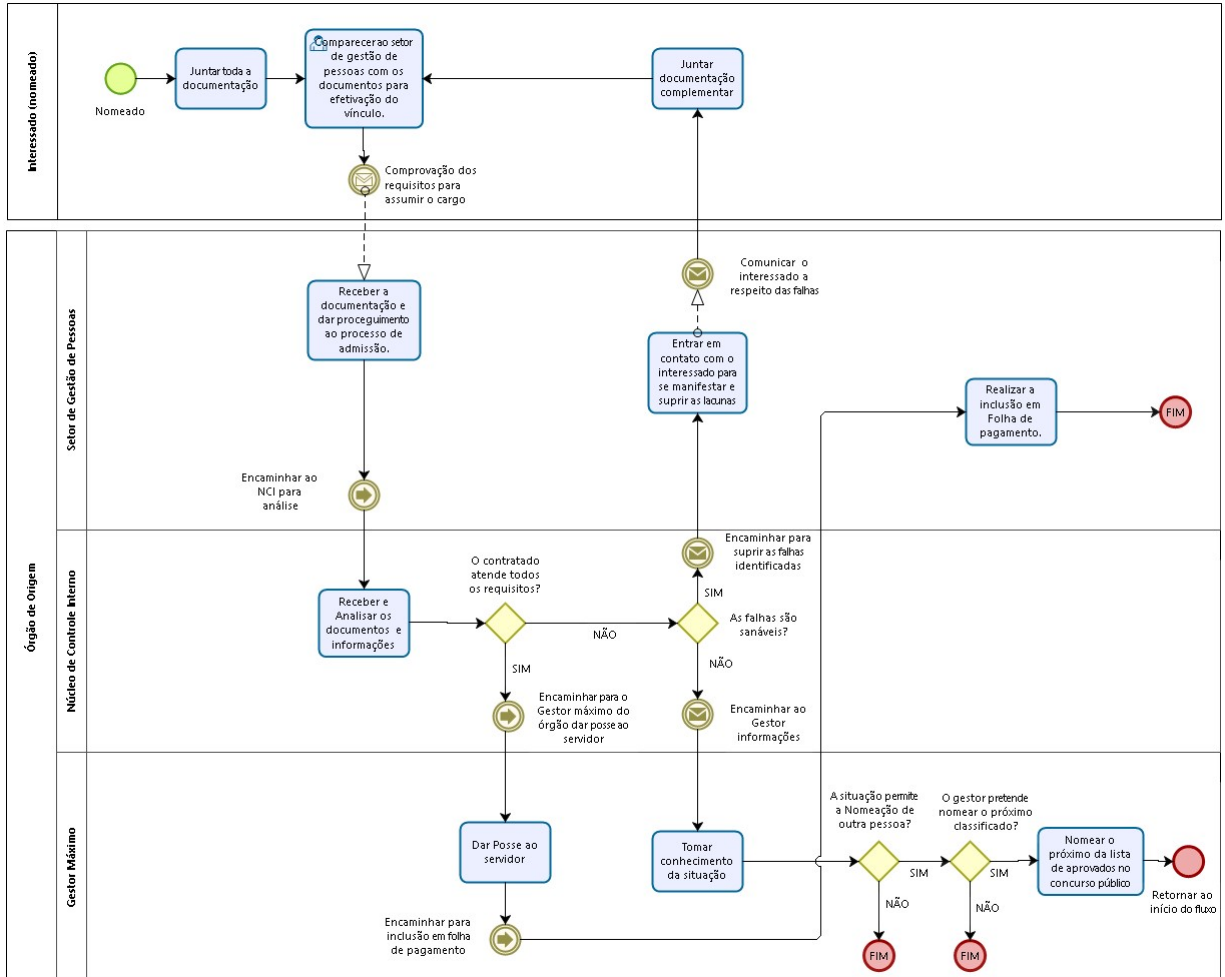 Interessado (nomeado)
Nomeado
Juntar toda a
documentação
Comparecer ao setor
de gestão de
pessoas com os
documentos para
efetivação do
vínculo.
Juntar
documentação
complementar
Comprovação dos
requisitos para
assumir o cargo
Órgão de Origem
Setor de Gestão de Pessoas
Receber a
documentação e
dar proceguimento
ao processo de
admissão.
Comunicar o
interessado a
respeito das falhas
Entrar em
contato com o
interessado para
se manifestar e
suprir as lacunas
Realizar a
inclusão em
Folha de
pagamento.
FIM
Encaminhar ao
NCI para
análise
Núcleo de Controle Interno
Receber e
Analisar os
documentos e
informações
O contratado
atende todos
os requisitos?
NÃO
SIM
Encaminhar para
suprir as falhas
identificadas
SIM
As falhas são
sanáveis?
NÃO
Encaminhar para o
Gestor máximo do
órgão dar posse ao
servidor
Encaminhar ao
Gestor
informações
Gestor Máximo
Dar Posse ao
servidor
Encaminhar para
inclusão em folha
de pagamento
Tomar
conhecimento
da situação
A situação permite
a Nomeação de
outra pessoa?
SIM
NÃO
FIM
O gestor pretende
nomear o próximo
classificado?
SIM
NÃO
FIM
Nomear o
próximo da lista
de aprovados no
concurso público
Retornar ao
início do fluxo